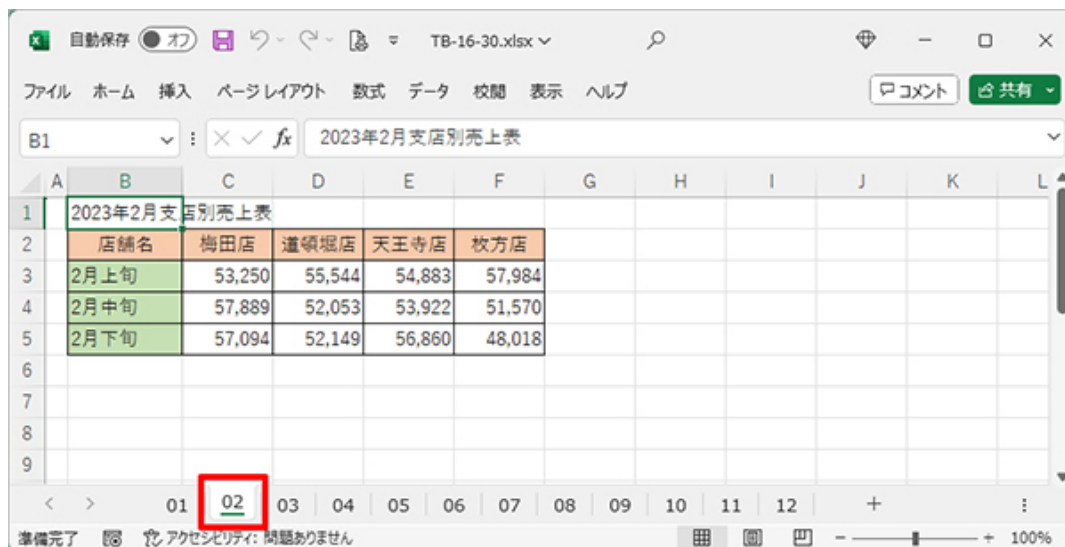 自動保存 オフ TB-16-30.xlsx
ファイル ホーム 挿入 ページ レイアウト 数式 データ 校閲 表示 ヘルプ コメント 共有
B1 fx 2023年2月支店別売上表
A B C D E F G H I J K L
1 2023年2月支店別売上表
2 店舗名 梅田店 道頓堀店 天王寺店 枚方店
3 2月上旬 53,250 55,544 54,883 57,984
4 2月中旬 57,889 52,053 53,922 51,570
5 2月下旬 57,094 52,149 56,860 48,018
6
7
8
9
01 02 03 04 05 06 07 08 09 10 11 12
準備完了 アクセシビリティ: 問題ありません 100%